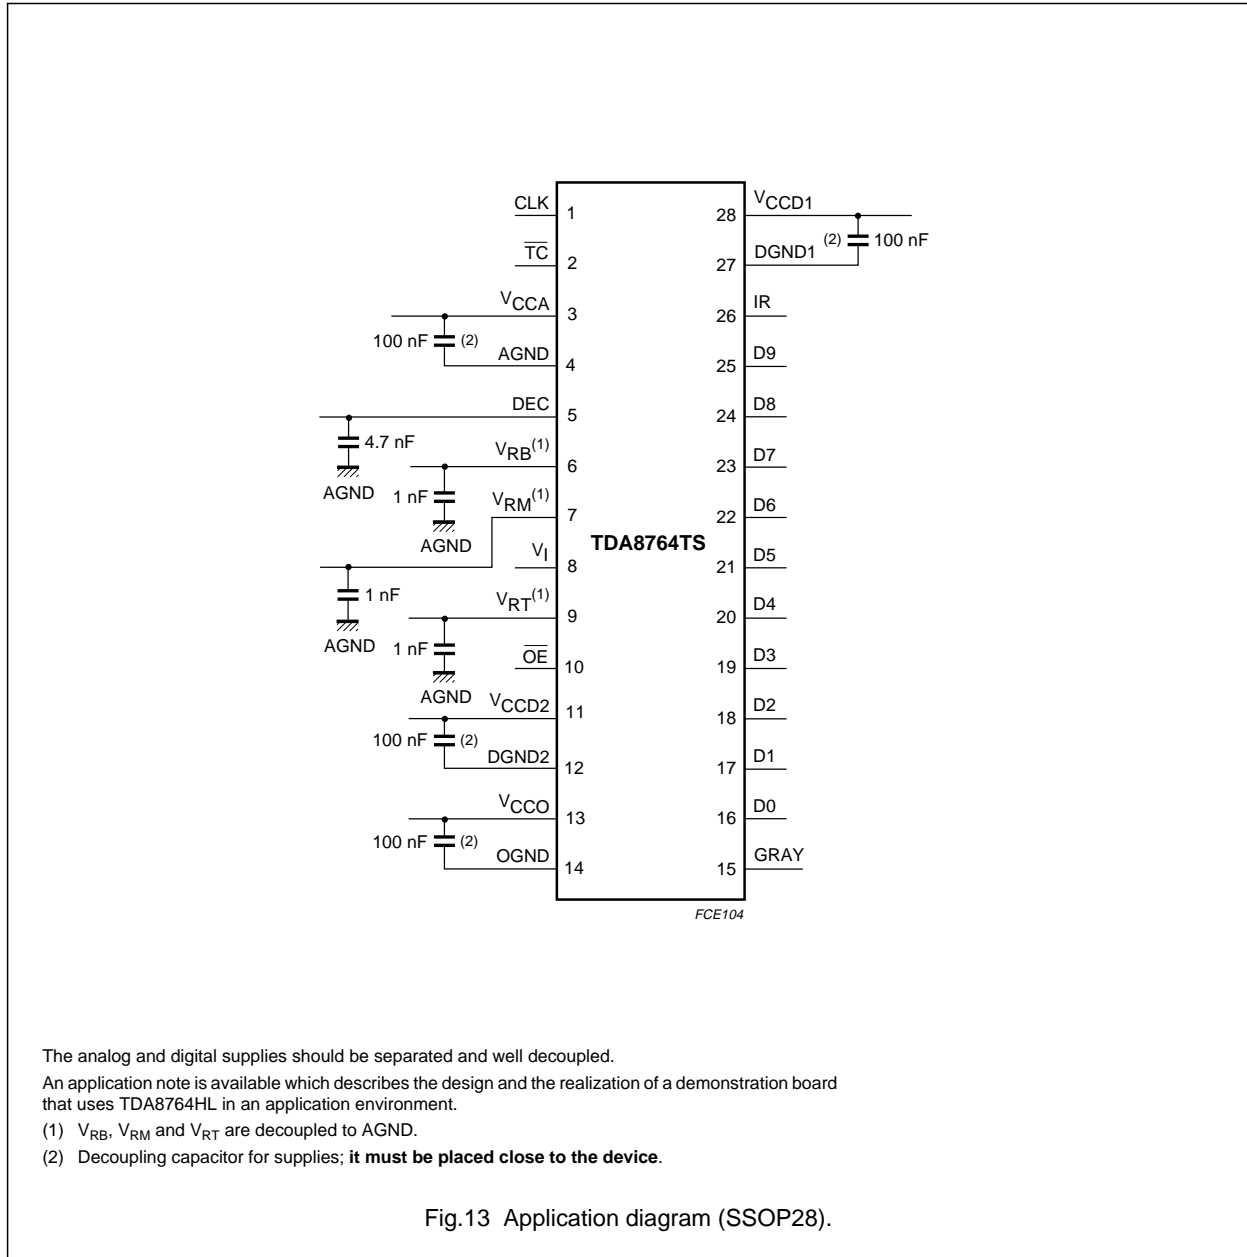 CLK 1 28 VCCD1
(2) 100 nF
TC 2 27 DGND1
VCCA 3 26 IR
100 nF (2)
AGND 4 25 D9
DEC 5 24 D8
4.7 nF
AGND
VRB(1) 6 23 D7
1 nF
AGND
VRM(1) 7 22 D6
TDA8764TS
VI 8 21 D5
1 nF
AGND
VRT(1) 9 20 D4
1 nF
AGND
OE 10 19 D3
VCCD2 11 18 D2
100 nF (2)
DGND2 12 17 D1
VCCO 13 16 D0
100 nF (2)
OGND 14 15 GRAY
FCE104
The analog and digital supplies should be separated and well decoupled.
An application note is available which describes the design and the realization of a demonstration board
that uses TDA8764HL in an application environment.
(1) VRB, VRM and VRT are decoupled to AGND.
(2) Decoupling capacitor for supplies; it must be placed close to the device.
Fig.13 Application diagram (SSOP28).